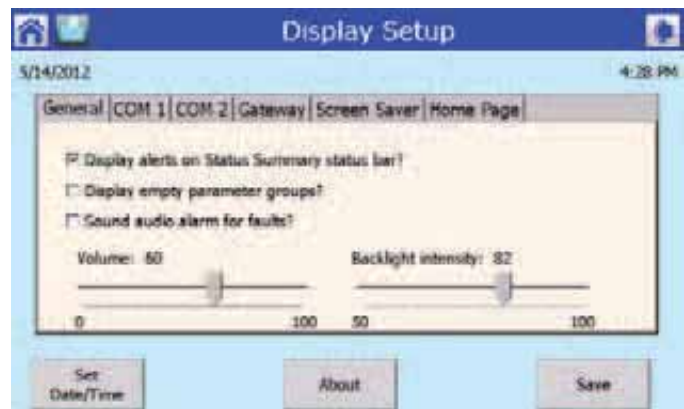 Display Setup
5/14/2012 4:28 PM
General COM 1 COM 2 Gateway Screen Saver Home Page
Display alerts on Status Summary status bar?
Display empty parameter groups?
Sound audio alarm for faults?
Volume: 60 Backlight intensity: 82
0 100 50 100
Set Date/Time About Save